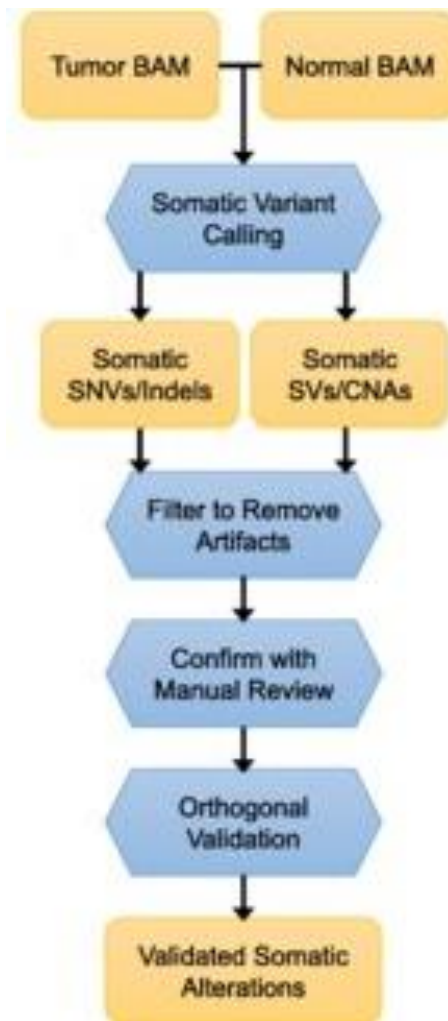 Tumor BAM
Normal BAM
Somatic Variant
Calling
Somatic
SNVs/Indels
Somatic
SVs/CNAs
Filter to Remove
Artifacts
Confirm with
Manual Review
Orthogonal
Validation
Validated Somatic
Alterations